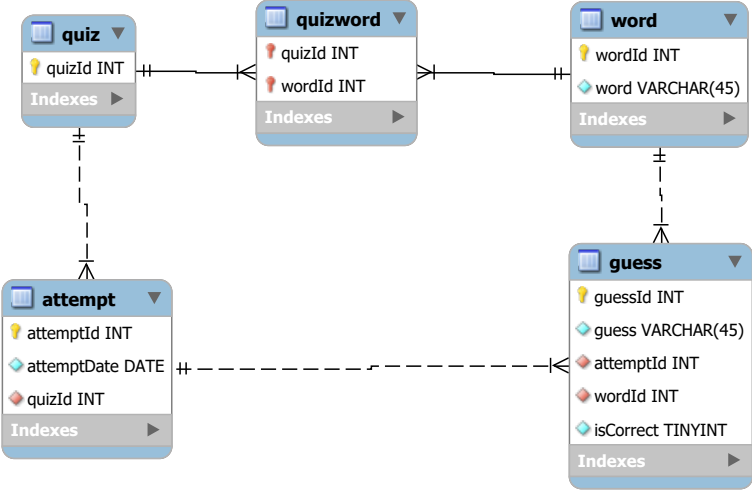 quiz
quizId INT
Indexes
quizword
quizId INT
wordId INT
Indexes
word
wordId INT
word VARCHAR(45)
Indexes
attempt
attemptId INT
attemptDate DATE
quizId INT
Indexes
guess
guessId INT
guess VARCHAR(45)
attemptId INT
wordId INT
isCorrect TINYINT
Indexes